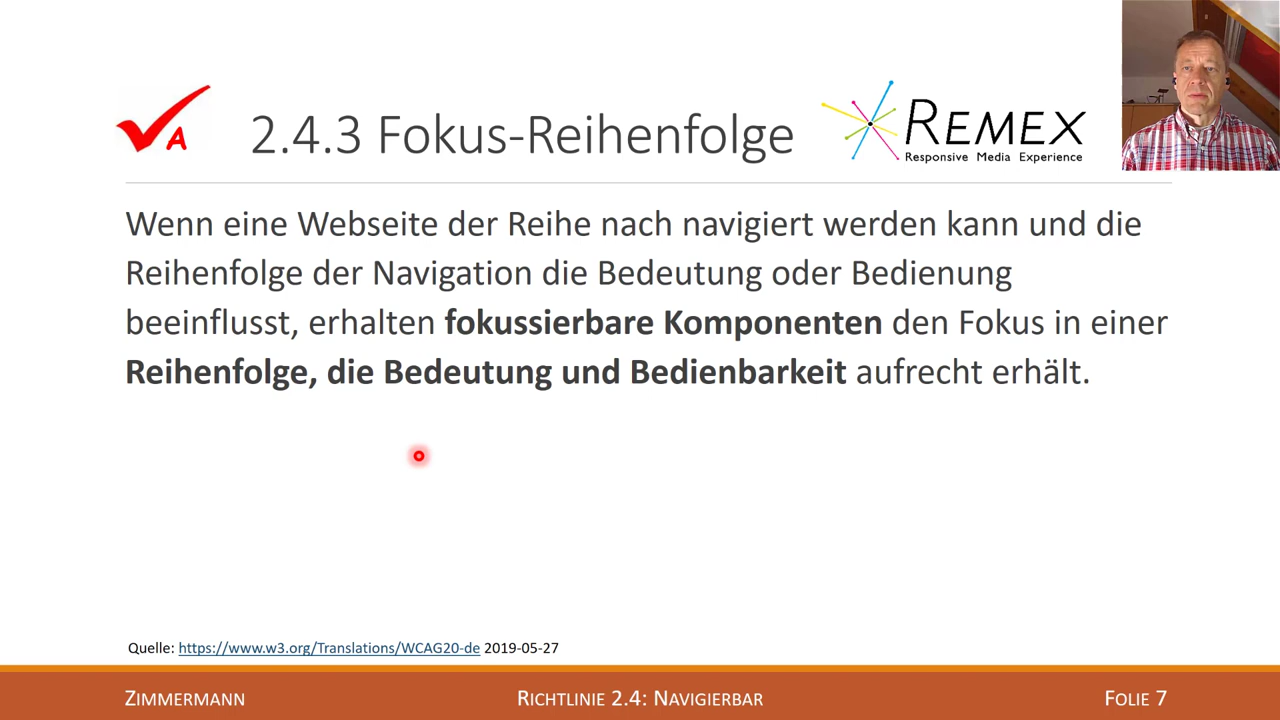 A
2.4.3 Fokus-Reihenfolge
REMEX
Responsive Media Experience
Wenn eine Webseite der Reihe nach navigiert werden kann und die
Reihenfolge der Navigation die Bedeutung oder Bedienung
beeinflusst, erhalten fokussierbare Komponenten den Fokus in einer
Reihenfolge, die Bedeutung und Bedienbarkeit aufrecht erhält.
Quelle: https://www.w3.org/Translations/WCAG20-de 2019-05-27
ZIMMERMANN
RICHTLINIE 2.4: NAVIGIERBAR
FOLIE 7